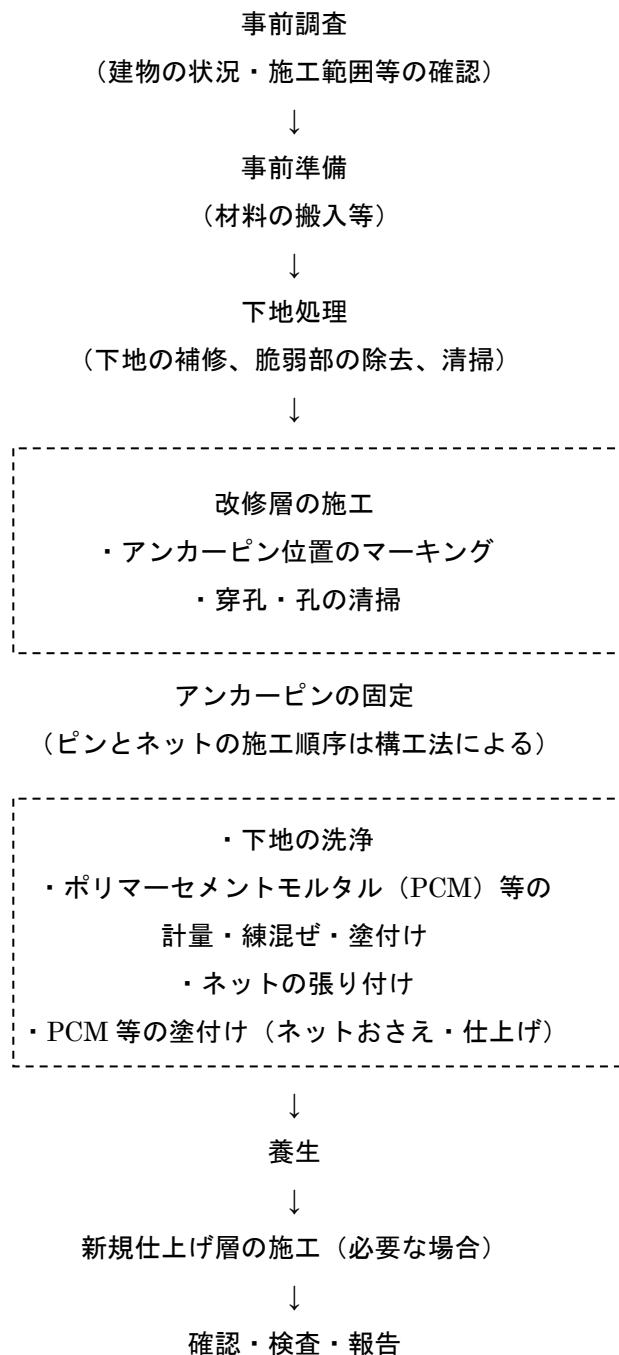 事前調査
（建物の状況・施工範囲等の確認）
↓
事前準備
（材料の搬入等）
↓
下地処理
（下地の補修、脆弱部の除去、清掃）
↓
改修層の施工
・アンカーピン位置のマーキング
・穿孔・孔の清掃
アンカーピンの固定
（ピンとネットの施工順序は構工法による）
・下地の洗浄
・ポリマーセメントモルタル（PCM）等の
計量・練混ぜ・塗付け
・ネットの張り付け
・PCM 等の塗付け（ネットおさえ・仕上げ）
↓
養生
↓
新規仕上げ層の施工（必要な場合）
↓
確認・検査・報告